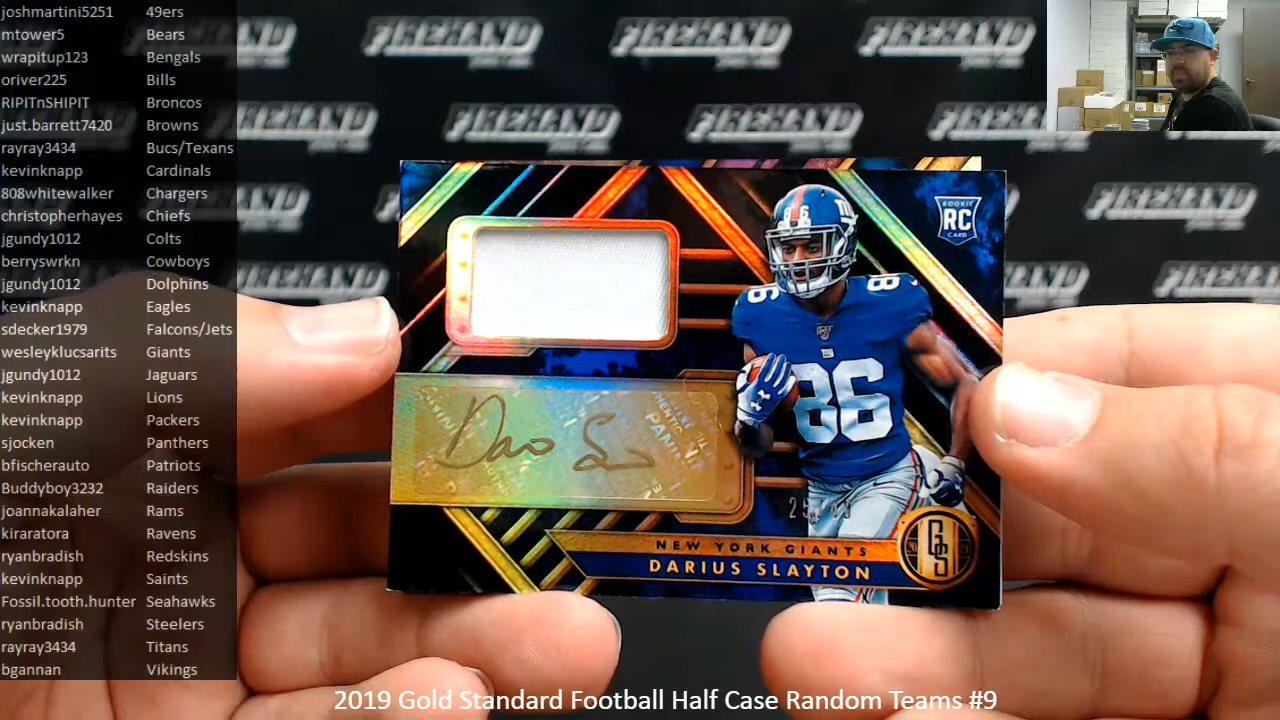 joshmartini5251 49ers
mtower5 Bears
wrapitup123 Bengals
oriver225 Bills
RIPITnSHIPIT Broncos
just.barrett7420 Browns
rayray3434 Bucs/Texans
kevinknapp Cardinals
808whitewalker Chargers
christopherhayes Chiefs
jgundy1012 Colts
berryswrkn Cowboys
jgundy1012 Dolphins
kevinknapp Eagles
sdecker1979 Falcons/Jets
wesleyklucsarits Giants
jgundy1012 Jaguars
kevinknapp Lions
kevinknapp Packers
sjocken Panthers
bfischerauto Patriots
Buddyboy3232 Raiders
joannakalaher Rams
kiraratora Ravens
ryanbradish Redskins
kevinknapp Saints
Fossil.tooth.hunter Seahawks
ryanbradish Steelers
rayray3434 Titans
bgannan Vikings
FIREHAND
ROOKIE
RC
CARD
86
86
86
PANINI
NEW YORK GIANTS
DARIUS SLAYTON
GS
2019 Gold Standard Football Half Case Random Teams #9